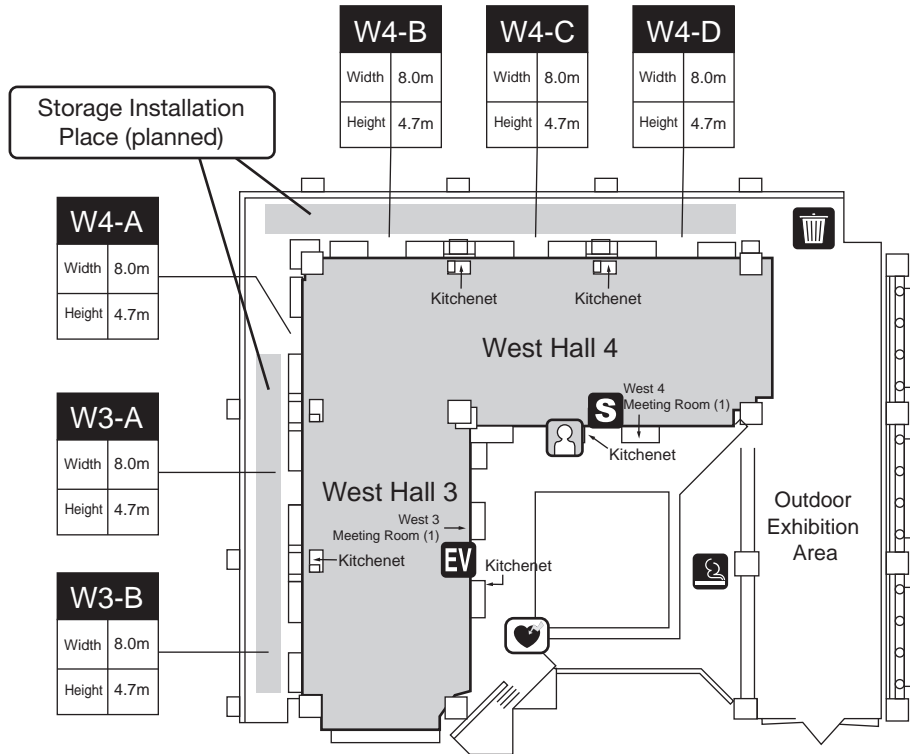 W4-B
Width 8.0m
Height 4.7m
W4-C
Width 8.0m
Height 4.7m
W4-D
Width 8.0m
Height 4.7m
Storage Installation
Place (planned)
W4-A
Width 8.0m
Height 4.7m
Kitchenet
Kitchenet
West Hall 4
West 4
Meeting Room (1)
S
Kitchenet
W3-A
Width 8.0m
Height 4.7m
West Hall 3
West 3
Meeting Room (1)
EV
Kitchenet
Kitchenet
Outdoor
Exhibition
Area
W3-B
Width 8.0m
Height 4.7m